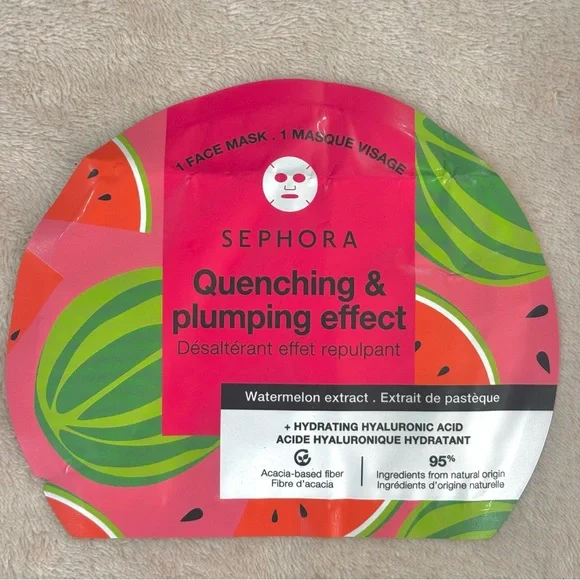 1 FACE MASK . 1 MASQUE VISAGE
SEPHORA
Quenching &
plumping effect
Désaltérant effet repulpant
Watermelon extract . Extrait de pastèque
+ HYDRATING HYALURONIC ACID
ACIDE HYALURONIQUE HYDRATANT
Acacia-based fiber
Fibre d'acacia
95%
Ingredients from natural origin
Ingrédients d'origine naturelle